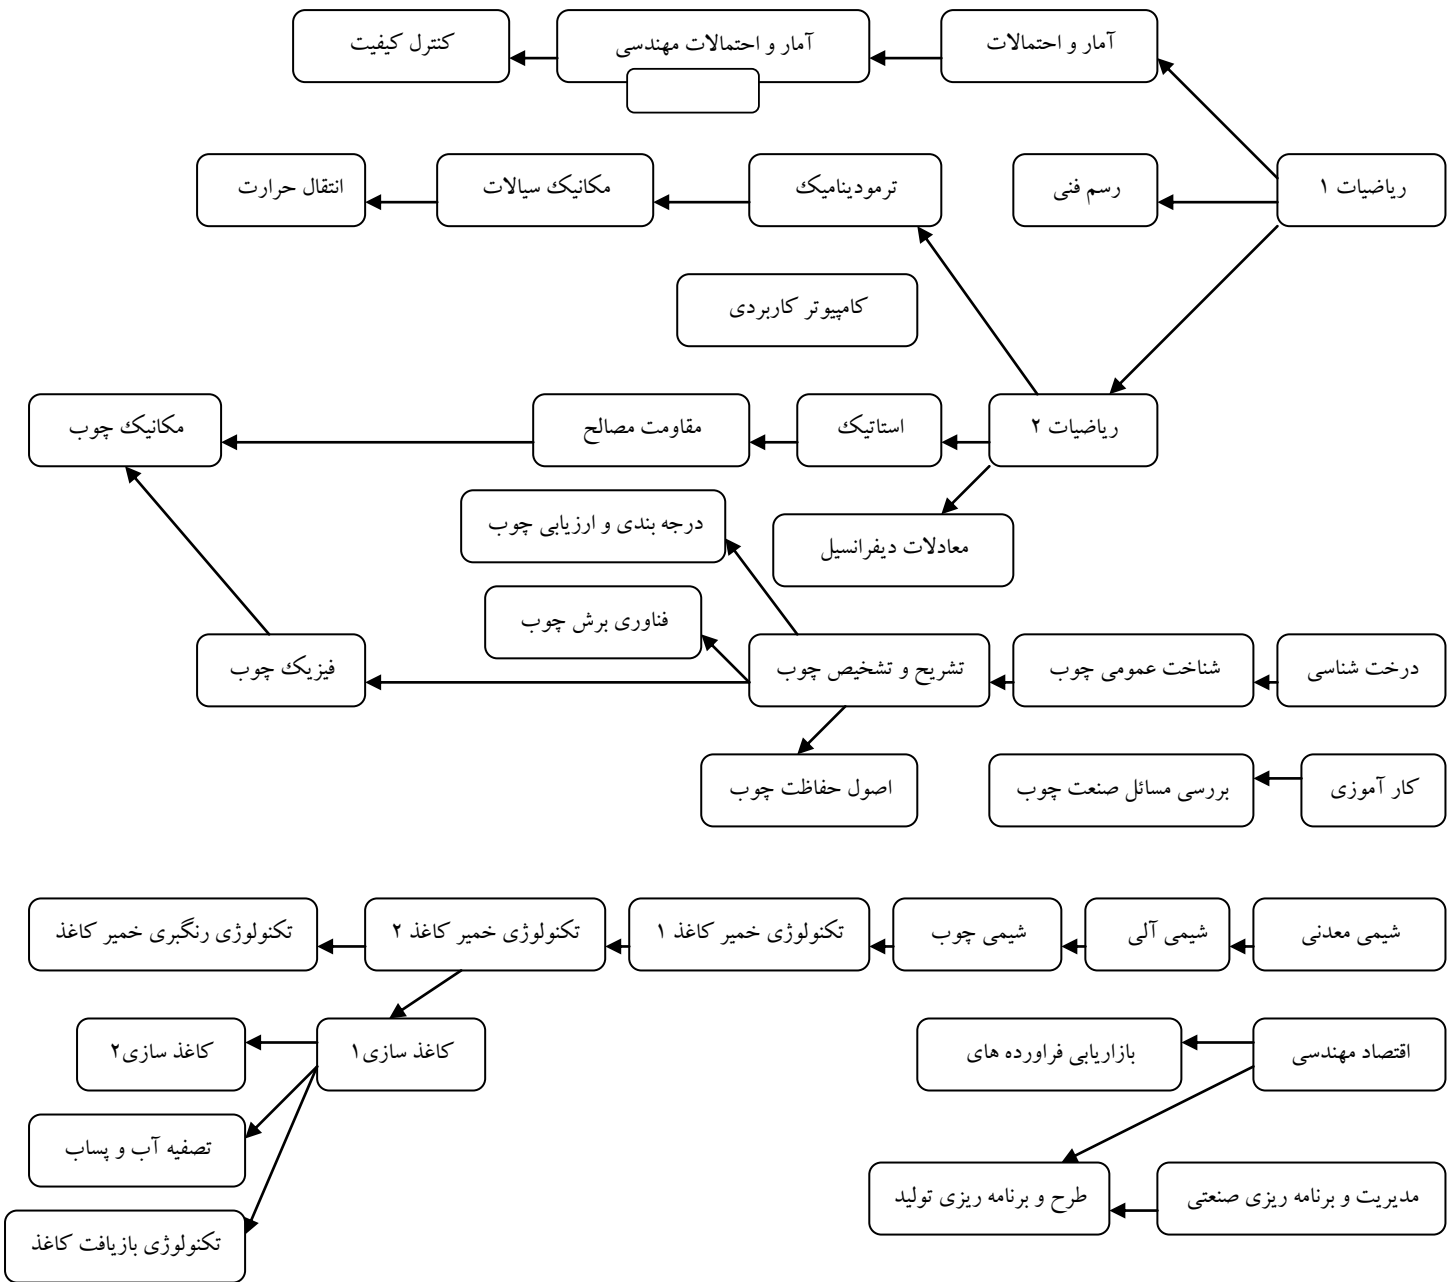 آمار و احتمالات
آمار و احتمالات مهندسی
کنترل کیفیت
ریاضیات ۱
رسم فنی
ترمودینامیک
مکانیک سیالات
انتقال حرارت
کامپیوتر کاربردی
ریاضیات ۲
استاتیک
مقاومت مصالح
مکانیک چوب
درجه بندی و ارزیابی چوب
معادلات دیفرانسیل
فناوری برش چوب
درخت شناسی
شناخت عمومی چوب
تشریح و تشخیص چوب
فیزیک چوب
کار آموزی
بررسی مسائل صنعت چوب
اصول حفاظت چوب
شیمی معدنی
شیمی آلی
شیمی چوب
تکنولوژی خمیر کاغذ ۱
تکنولوژی خمیر کاغذ ۲
تکنولوژی رنگبری خمیر کاغذ
اقتصاد مهندسی
بازاریابی فراورده های
کاغذ سازی۱
کاغذ سازی۲
تصفیه آب و پساب
مدیریت و برنامه ریزی صنعتی
طرح و برنامه ریزی تولید
تکنولوژی بازیافت کاغذ